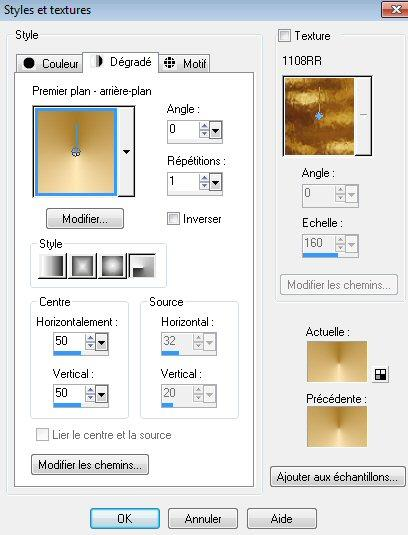 Styles et textures
Style
Couleur
Dégradé
Motif
Premier plan - arrière-plan
Angle :
0
Répétitions :
1
Modifier...
Inverser
Style
Centre
Horizontalement :
50
Vertical :
50
Source
Horizontal :
32
Vertical :
20
Lier le centre et la source
Modifier les chemins...
Texture
1108RR
Angle :
0
Echelle :
160
Modifier les chemins...
Actuelle :
Précédente :
Ajouter aux échantillons...
OK
Annuler
Aide